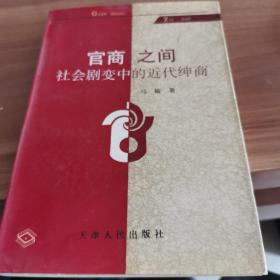 官商之间
社会剧变中的近代绅商
马敏 著
天津人民出版社